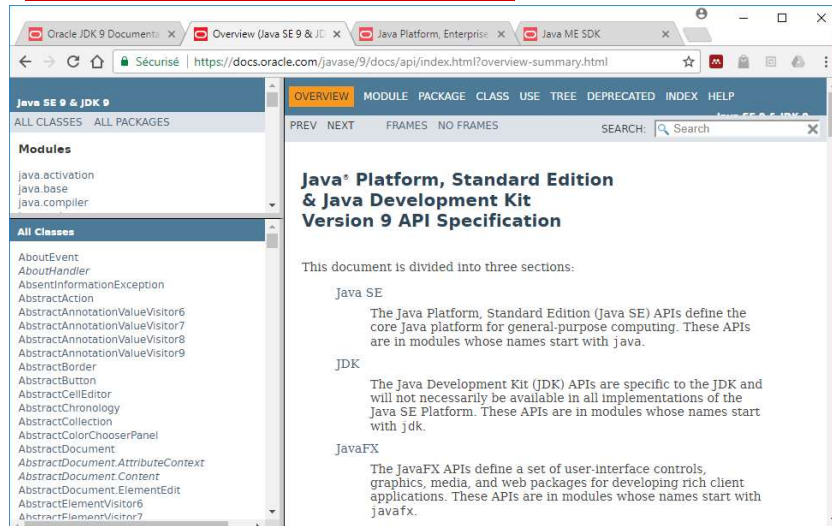 Oracle JDK 9 Documenta
Overview (Java SE 9 & JD
Java Platform, Enterprise
Java ME SDK
Sécurisé https://docs.oracle.com/javase/9/docs/api/index.html?overview-summary.html
Java SE 9 & JDK 9
ALL CLASSES ALL PACKAGES
Modules
java.activation
java.base
java.compiler
All Classes
AboutEvent
AboutHandler
AbsentInformationException
AbstractAction
AbstractAnnotationValueVisitor6
AbstractAnnotationValueVisitor7
AbstractAnnotationValueVisitor8
AbstractAnnotationValueVisitor9
AbstractBorder
AbstractButton
AbstractCellEditor
AbstractChronology
AbstractCollection
AbstractColorChooserPanel
AbstractDocument
AbstractDocument.AttributeContext
AbstractDocument.Content
AbstractDocument.ElementEdit
AbstractElementVisitor6
AbstractElementVisitor7
OVERVIEW MODULE PACKAGE CLASS USE TREE DEPRECATED INDEX HELP
Java SE 9 & JDK 9
PREV NEXT FRAMES NO FRAMES SEARCH: Search
Java® Platform, Standard Edition
& Java Development Kit
Version 9 API Specification
This document is divided into three sections:
Java SE
The Java Platform, Standard Edition (Java SE) APIs define the
core Java platform for general-purpose computing. These APIs
are in modules whose names start with java.
JDK
The Java Development Kit (JDK) APIs are specific to the JDK and
will not necessarily be available in all implementations of the
Java SE Platform. These APIs are in modules whose names start
with jdk.
JavaFX
The JavaFX APIs define a set of user-interface controls,
graphics, media, and web packages for developing rich client
applications. These APIs are in modules whose names start with
javafx.